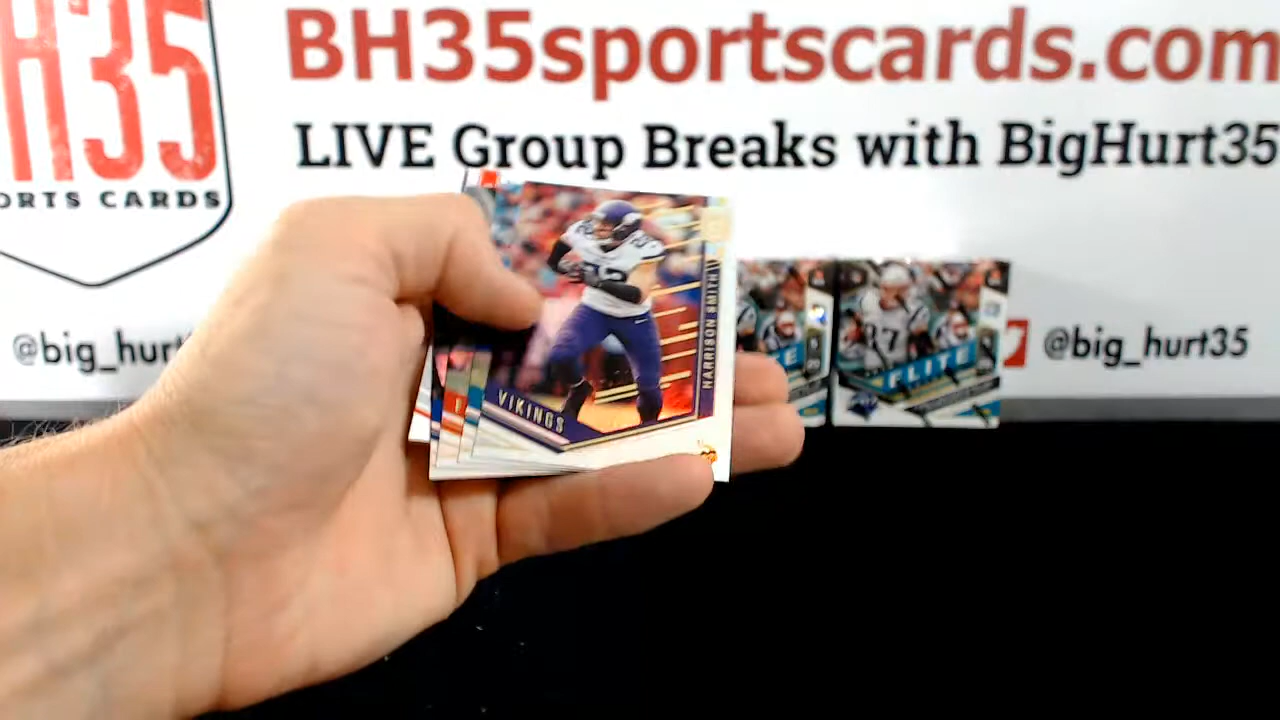 H35
ORTS CARDS
BH35sportscards.com
LIVE Group Breaks with BigHurt35
@big_hurt
@big_hurt35
HARRISON SMITH
VIKINGS
87
ELITE